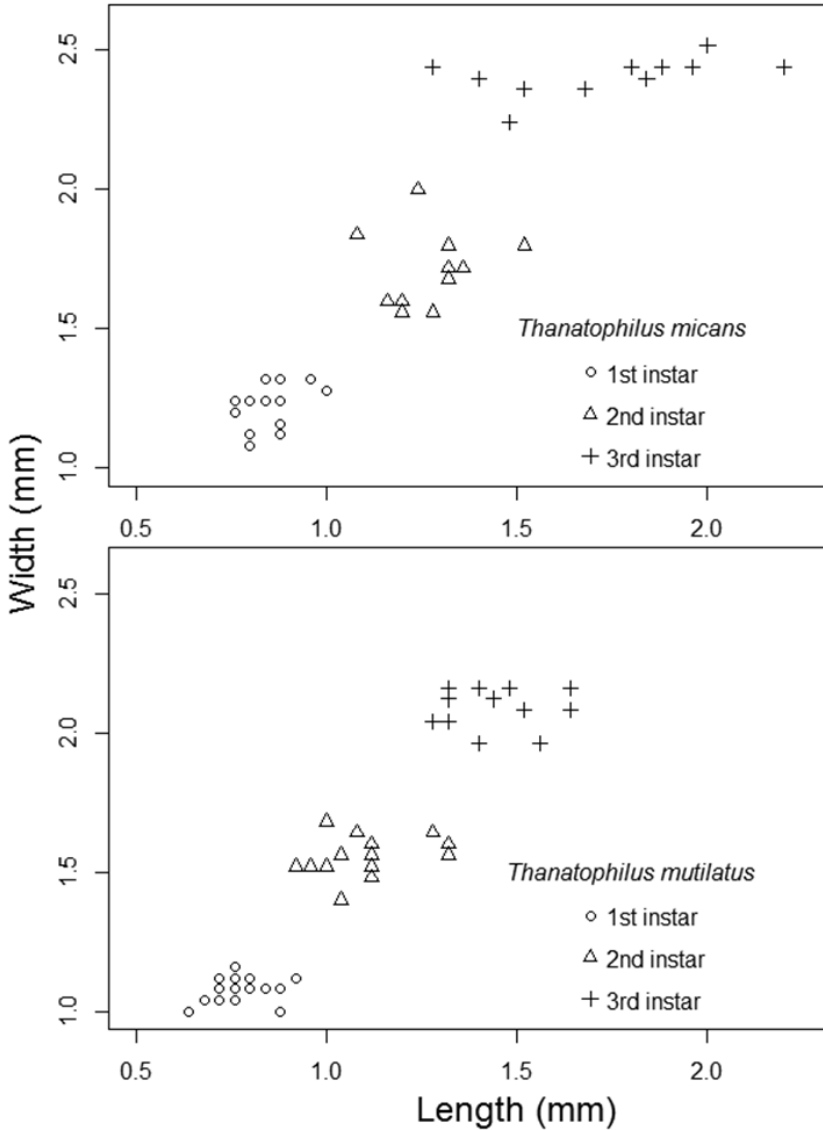 2.5
2.0
1.5
1.0
Thanatophilus micans
1st instar
2nd instar
3rd instar
0.5 1.0 1.5 2.0
Width (mm)
2.5
2.0
1.5
1.0
Thanatophilus mutilatus
1st instar
2nd instar
3rd instar
0.5 1.0 1.5 2.0
Length (mm)